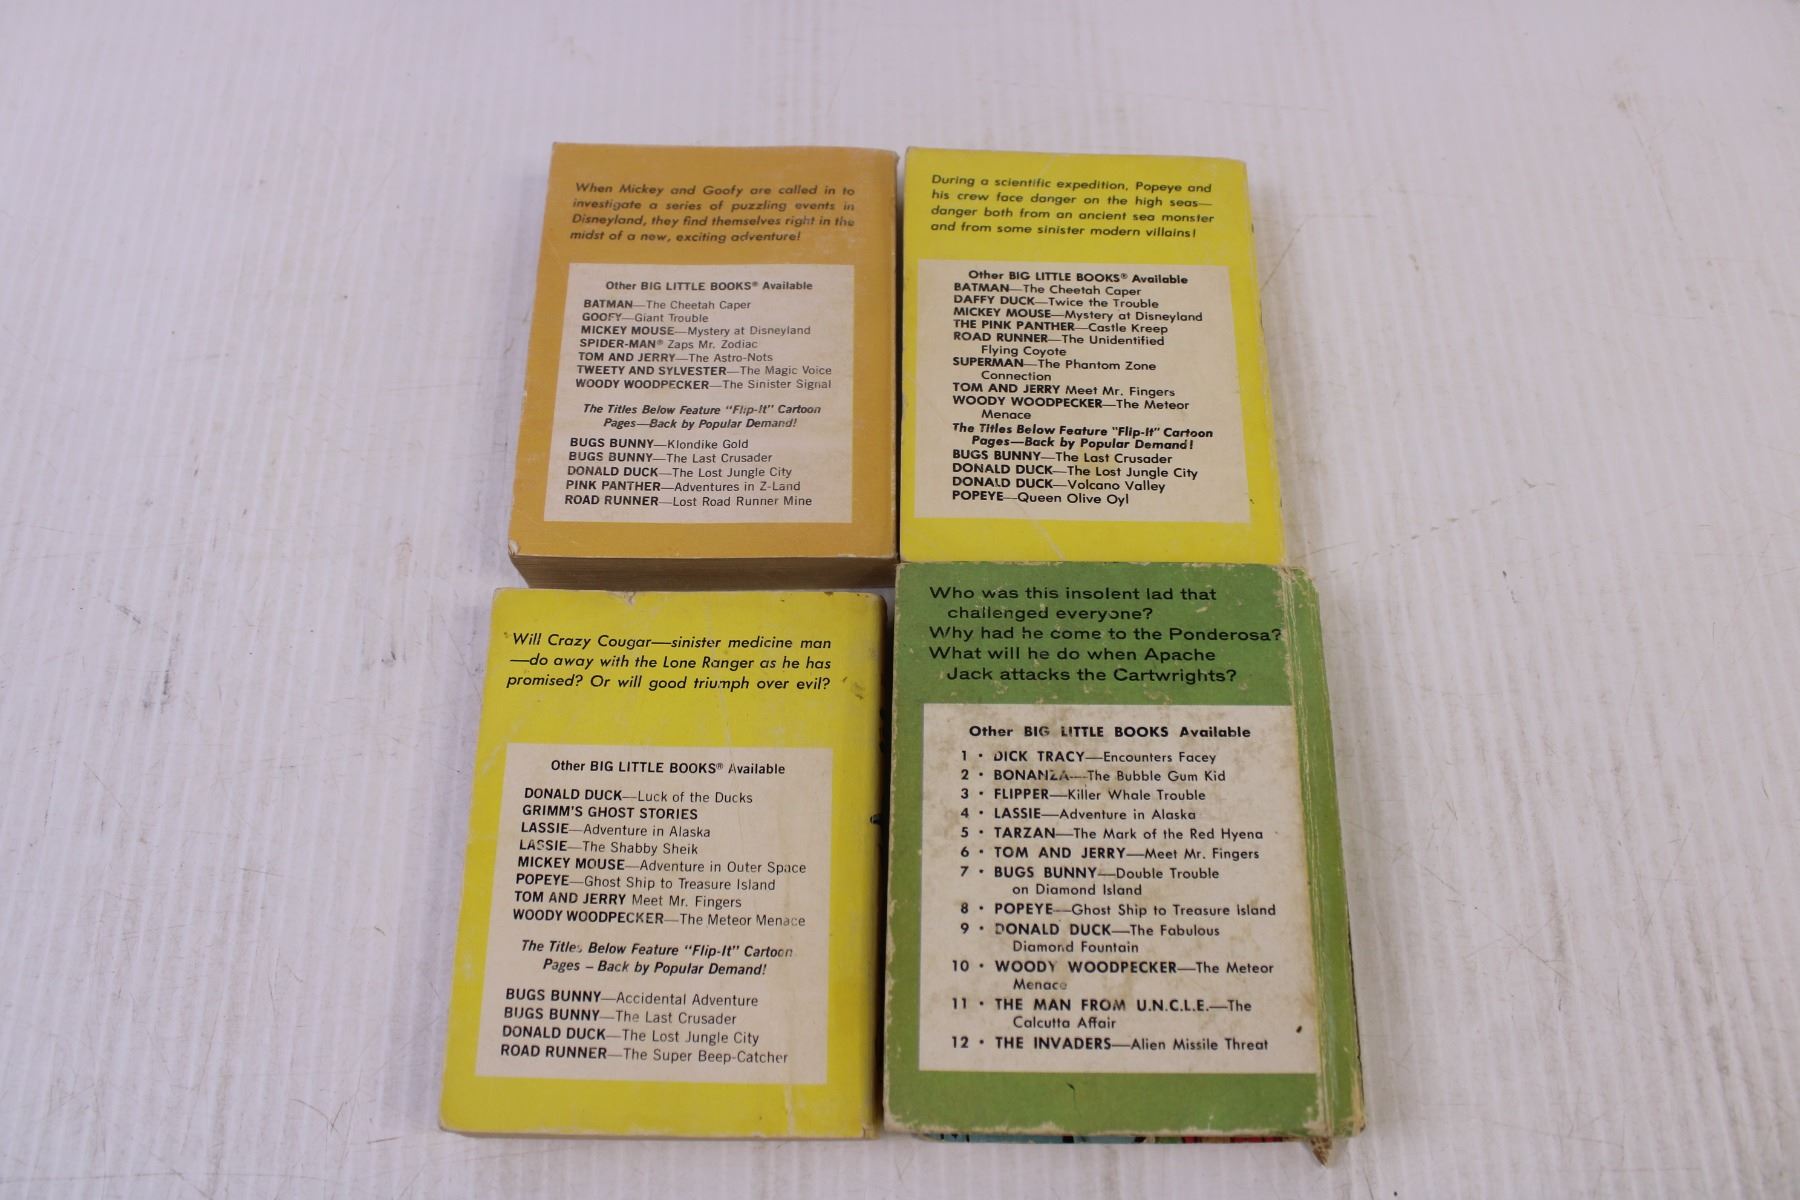 When Mickey and Goofy are called in to
investigate a series of puzzling events in
Disneyland, they find themselves right in the
midst of a new, exciting adventure!
Other BIG LITTLE BOOKS® Available
BATMAN—The Cheetah Caper
GOOFY—Giant Trouble
MICKEY MOUSE—Mystery at Disneyland
SPIDER-MAN® Zaps Mr. Zodiac
TOM AND JERRY—The Astro-Nots
TWEETY AND SYLVESTER—The Magic Voice
WOODY WOODPECKER—The Sinister Signal
The Titles Below Feature "Flip-It" Cartoon
Pages—Back by Popular Demand!
BUGS BUNNY—Klondike Gold
BUGS BUNNY—The Last Crusader
DONALD DUCK—The Lost Jungle City
PINK PANTHER—Adventures in Z-Land
ROAD RUNNER—Lost Road Runner Mine
During a scientific expedition, Popeye and
his crew face danger on the high seas—
danger both from an ancient sea monster
and from some sinister modern villains!
Other BIG LITTLE BOOKS® Available
BATMAN—The Cheetah Caper
DAFFY DUCK—Twice the Trouble
MICKEY MOUSE—Mystery at Disneyland
THE PINK PANTHER—Castle Kreep
ROAD RUNNER—The Unidentified
Flying Coyote
SUPERMAN—The Phantom Zone
Connection
TOM AND JERRY Meet Mr. Fingers
WOODY WOODPECKER—The Meteor
Menace
The Titles Below Feature "Flip-It" Cartoon
Pages—Back by Popular Demand!
BUGS BUNNY—The Last Crusader
DONALD DUCK—The Lost Jungle City
DONALD DUCK—Volcano Valley
POPEYE—Queen Olive Oyl
Will Crazy Cougar—sinister medicine man
—do away with the Lone Ranger as he has
promised? Or will good triumph over evil?
Other BIG LITTLE BOOKS® Available
DONALD DUCK—Luck of the Ducks
GRIMM'S GHOST STORIES
LASSIE—Adventure in Alaska
LASSIE—The Shabby Sheik
MICKEY MOUSE—Adventure in Outer Space
POPEYE—Ghost Ship to Treasure Island
TOM AND JERRY Meet Mr. Fingers
WOODY WOODPECKER—The Meteor Menace
The Titles Below Feature "Flip-It" Cartoon
Pages – Back by Popular Demand!
BUGS BUNNY—Accidental Adventure
BUGS BUNNY—The Last Crusader
DONALD DUCK—The Lost Jungle City
ROAD RUNNER—The Super Beep-Catcher
Who was this insolent lad that
challenged everyone?
Why had he come to the Ponderosa?
What will he do when Apache
Jack attacks the Cartwrights?
Other BIG LITTLE BOOKS Available
1 • DICK TRACY—Encounters Facey
2 • BONANZA—The Bubble Gum Kid
3 • FLIPPER—Killer Whale Trouble
4 • LASSIE—Adventure in Alaska
5 • TARZAN—The Mark of the Red Hyena
6 • TOM AND JERRY—Meet Mr. Fingers
7 • BUGS BUNNY—Double Trouble
on Diamond Island
8 • POPEYE—Ghost Ship to Treasure Island
9 • DONALD DUCK—The Fabulous
Diamond Fountain
10 • WOODY WOODPECKER—The Meteor
Menace
11 • THE MAN FROM U.N.C.L.E.—The
Calcutta Affair
12 • THE INVADERS—Alien Missile Threat